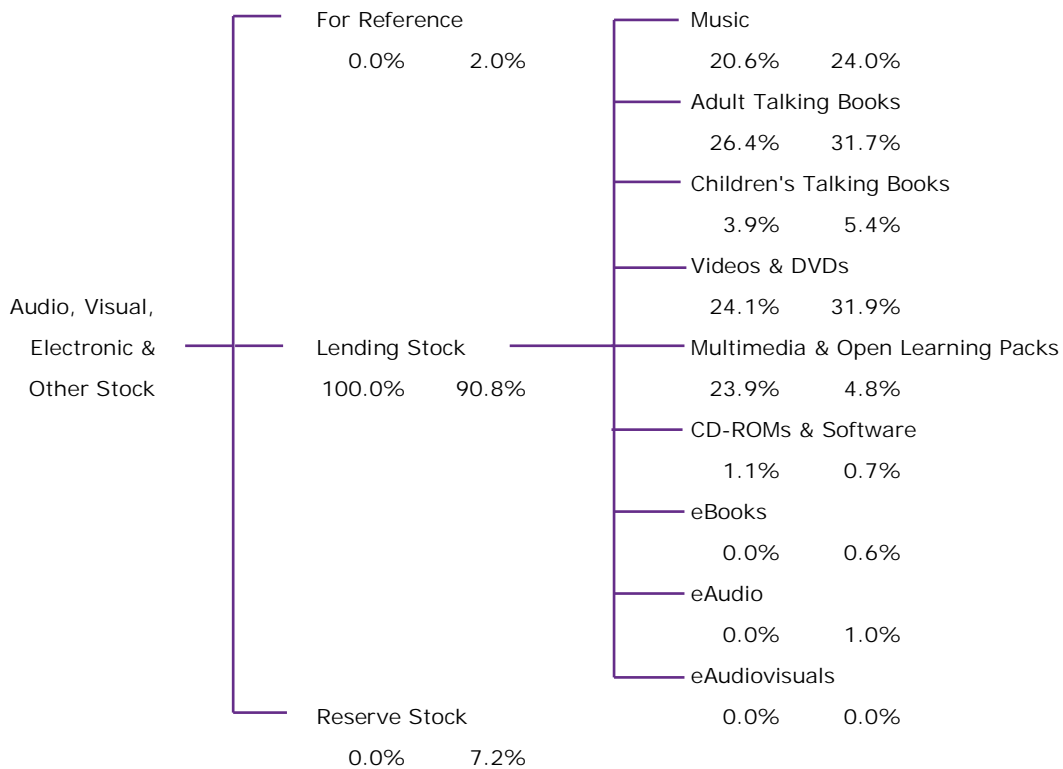 Audio, Visual,
Electronic &
Other Stock
For Reference
0.0% 2.0%
Lending Stock
100.0% 90.8%
Reserve Stock
0.0% 7.2%
Music
20.6% 24.0%
Adult Talking Books
26.4% 31.7%
Children's Talking Books
3.9% 5.4%
Videos & DVDs
24.1% 31.9%
Multimedia & Open Learning Packs
23.9% 4.8%
CD-ROMs & Software
1.1% 0.7%
eBooks
0.0% 0.6%
eAudio
0.0% 1.0%
eAudiovisuals
0.0% 0.0%